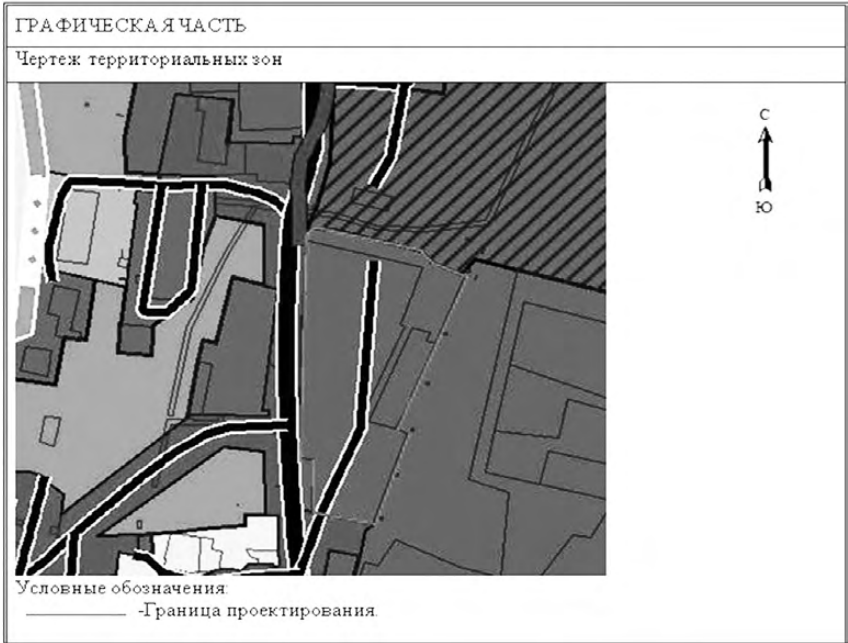 ГРАФИЧЕСКАЯ ЧАСТЬ
Чертеж территориальных зон
С
Ю
Условные обозначения:
-Граница проектирования.